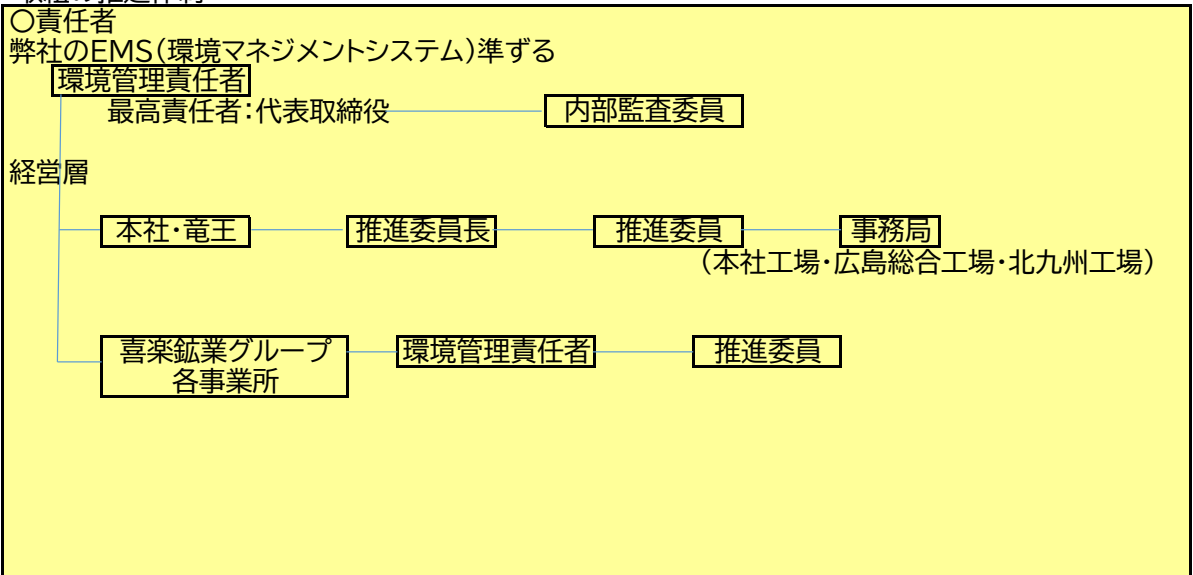 〇責任者
弊社のEMS(環境マネジメントシステム)準ずる
環境管理責任者
最高責任者:代表取締役 内部監査委員
経営層
本社・竜王 推進委員長 推進委員 事務局
(本社工場・広島総合工場・北九州工場)
喜楽鉱業グループ 環境管理責任者 推進委員
各事業所